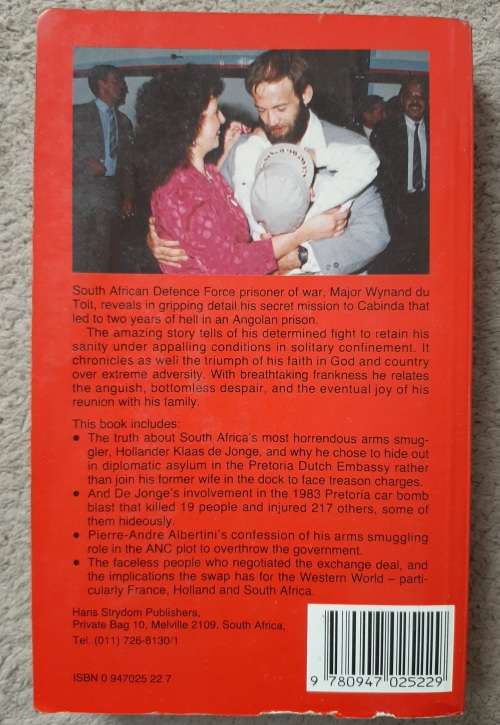 South African Defence Force prisoner of war, Major Wynand du
Toit, reveals in gripping detail his secret mission to Cabinda that
led to two years of hell in an Angolan prison.
The amazing story tells of his determined fight to retain his
sanity under appalling conditions in solitary confinement. It
chronicles as well the triumph of his faith in God and country
over extreme adversity. With breathtaking frankness he relates
the anguish, bottomless despair, and the eventual joy of his
reunion with his family.
This book includes:
● The truth about South Africa's most horrendous arms smug-
gler, Hollander Klaas de Jonge, and why he chose to hide out
in diplomatic asylum in the Pretoria Dutch Embassy rather
than join his former wife in the dock to face treason charges.
● And De Jonge's involvement in the 1983 Pretoria car bomb
blast that killed 19 people and injured 217 others, some of
them hideously.
● Pierre-Andre Albertini's confession of his arms smuggling
role in the ANC plot to overthrow the government.
● The faceless people who negotiated the exchange deal, and
the implications the swap has for the Western World – parti-
cularly France, Holland and South Africa.
Hans Strydom Publishers,
Private Bag 10, Melville 2109, South Africa,
Tel. (011) 726-8130/1
ISBN 0 947025 22 7
9 780947 025229